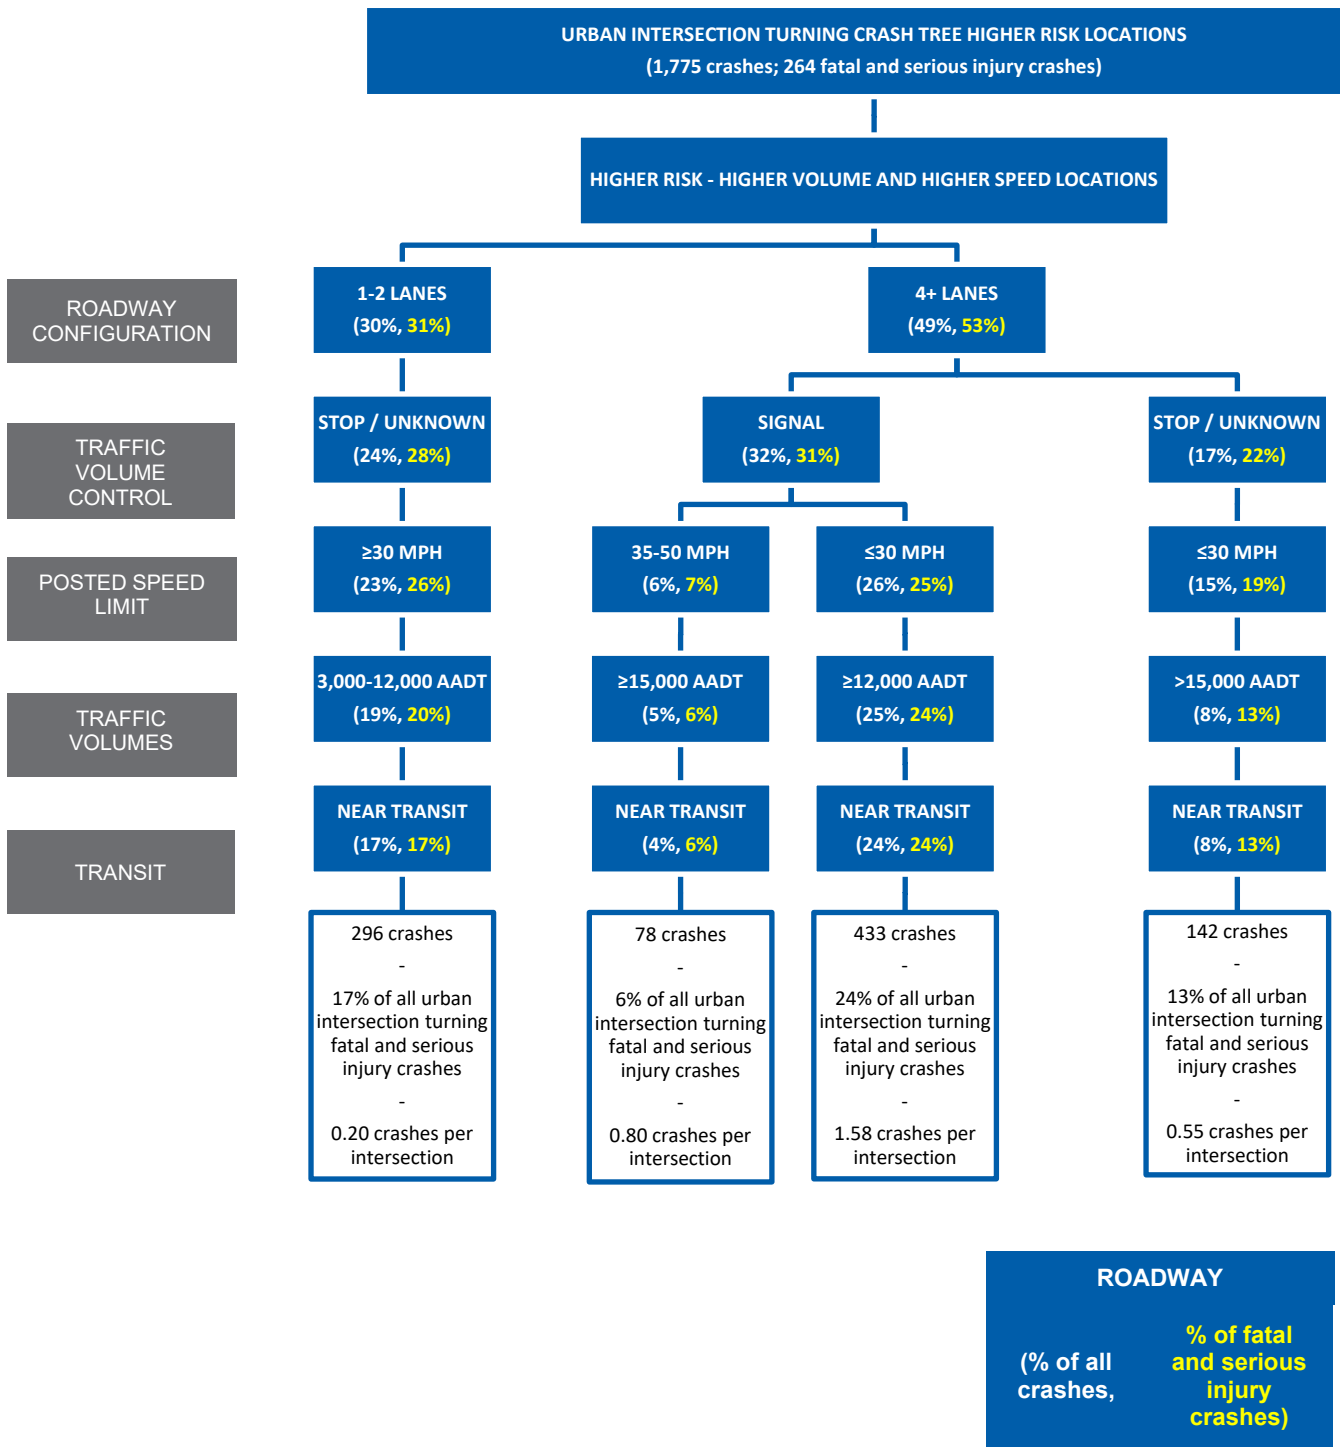 URBAN INTERSECTION TURNING CRASH TREE HIGHER RISK LOCATIONS
(1,775 crashes; 264 fatal and serious injury crashes)
HIGHER RISK - HIGHER VOLUME AND HIGHER SPEED LOCATIONS
ROADWAY
CONFIGURATION
1-2 LANES
(30%, 31%)
4+ LANES
(49%, 53%)
TRAFFIC
VOLUME
CONTROL
STOP / UNKNOWN
(24%, 28%)
SIGNAL
(32%, 31%)
STOP / UNKNOWN
(17%, 22%)
POSTED SPEED
LIMIT
≥30 MPH
(23%, 26%)
35-50 MPH
(6%, 7%)
≤30 MPH
(26%, 25%)
≤30 MPH
(15%, 19%)
TRAFFIC
VOLUMES
3,000-12,000 AADT
(19%, 20%)
≥15,000 AADT
(5%, 6%)
≥12,000 AADT
(25%, 24%)
>15,000 AADT
(8%, 13%)
TRANSIT
NEAR TRANSIT
(17%, 17%)
NEAR TRANSIT
(4%, 6%)
NEAR TRANSIT
(24%, 24%)
NEAR TRANSIT
(8%, 13%)
296 crashes
-
17% of all urban
intersection turning
fatal and serious
injury crashes
-
0.20 crashes per
intersection
78 crashes
-
6% of all urban
intersection turning
fatal and serious
injury crashes
-
0.80 crashes per
intersection
433 crashes
-
24% of all urban
intersection turning
fatal and serious
injury crashes
-
1.58 crashes per
intersection
142 crashes
-
13% of all urban
intersection turning
fatal and serious
injury crashes
-
0.55 crashes per
intersection
ROADWAY
(% of all
crashes,
% of fatal
and serious
injury
crashes)